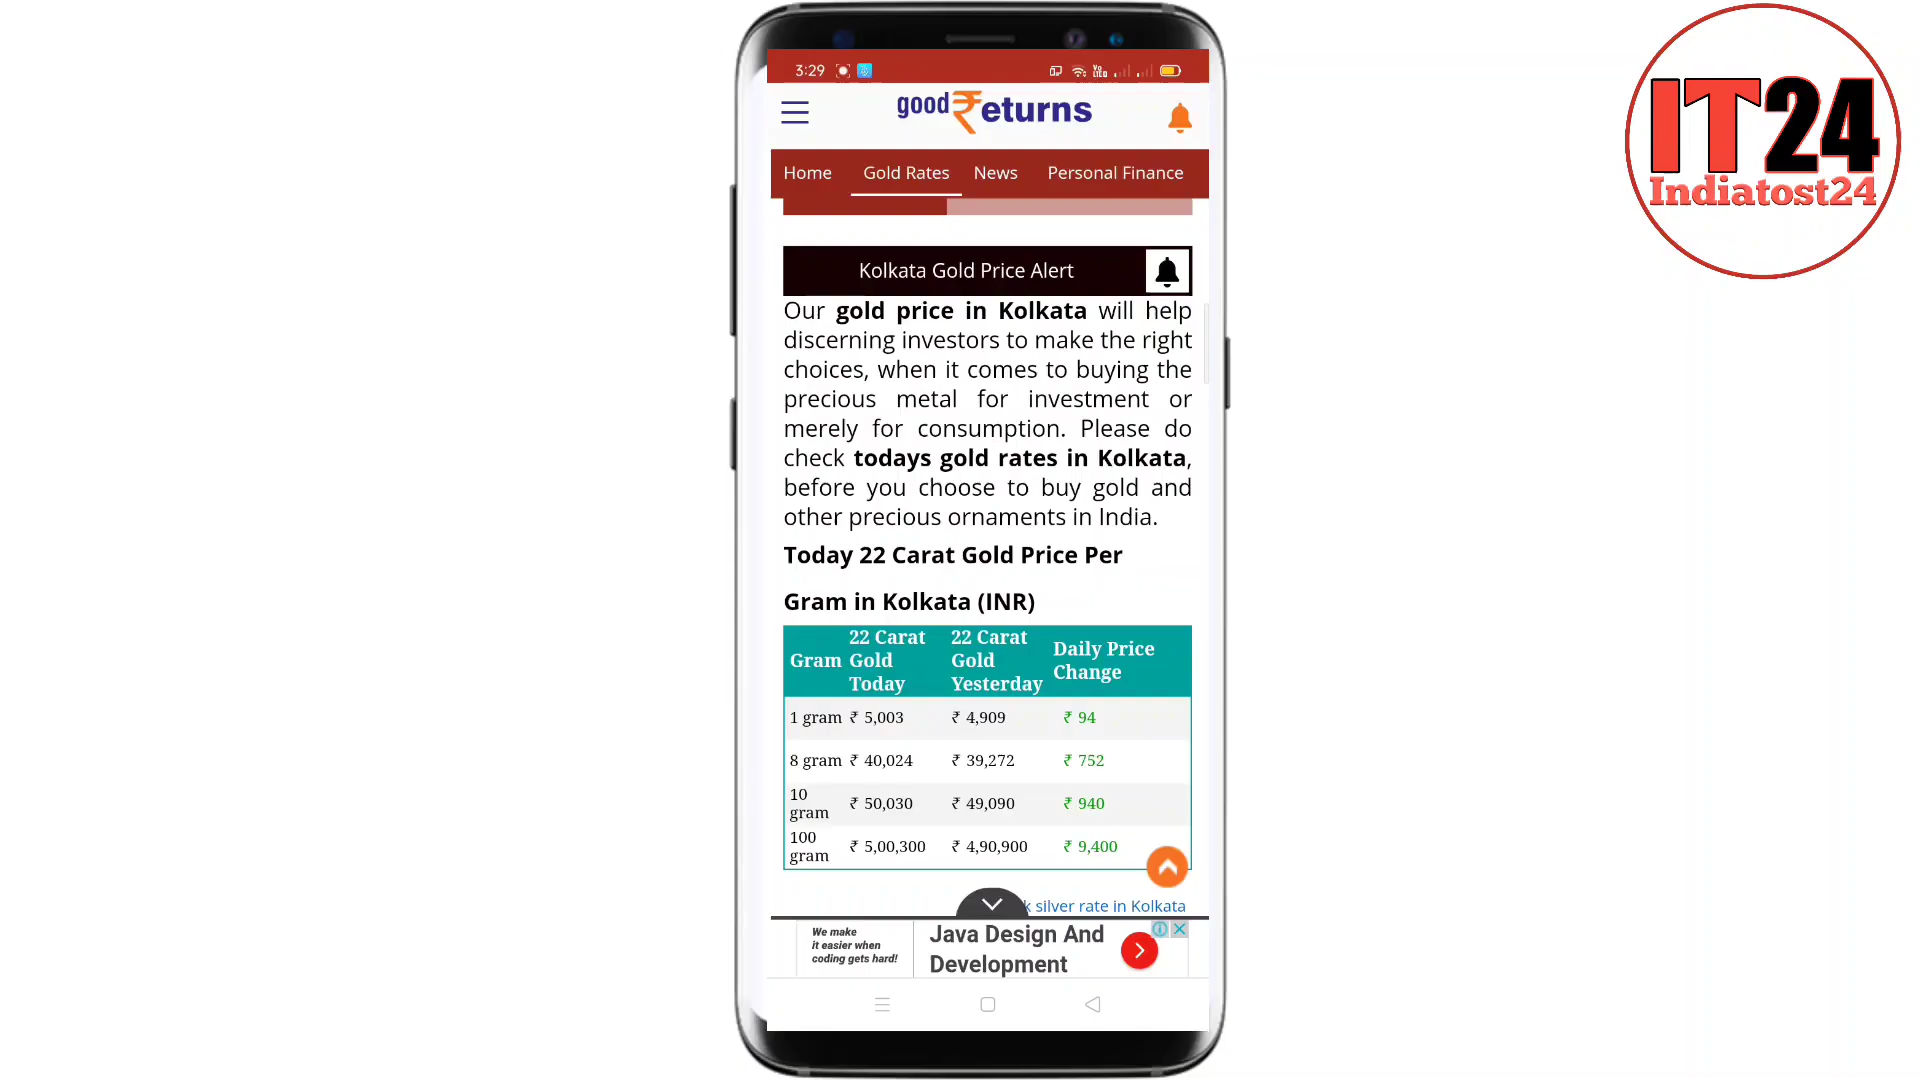 3:29
good₹eturns
Home Gold Rates News Personal Finance
Kolkata Gold Price Alert
Our gold price in Kolkata will help
discerning investors to make the right
choices, when it comes to buying the
precious metal for investment or
merely for consumption. Please do
check todays gold rates in Kolkata,
before you choose to buy gold and
other precious ornaments in India.
Today 22 Carat Gold Price Per
Gram in Kolkata (INR)
Gram 22 Carat Gold Today 22 Carat Gold Yesterday Daily Price Change
1 gram ₹ 5,003 ₹ 4,909 ₹ 94
8 gram ₹ 40,024 ₹ 39,272 ₹ 752
10 gram ₹ 50,030 ₹ 49,090 ₹ 940
100 gram ₹ 5,00,300 ₹ 4,90,900 ₹ 9,400
silver rate in Kolkata
We make
it easier when
coding gets hard!
Java Design And
Development
IT24
Indiatost24